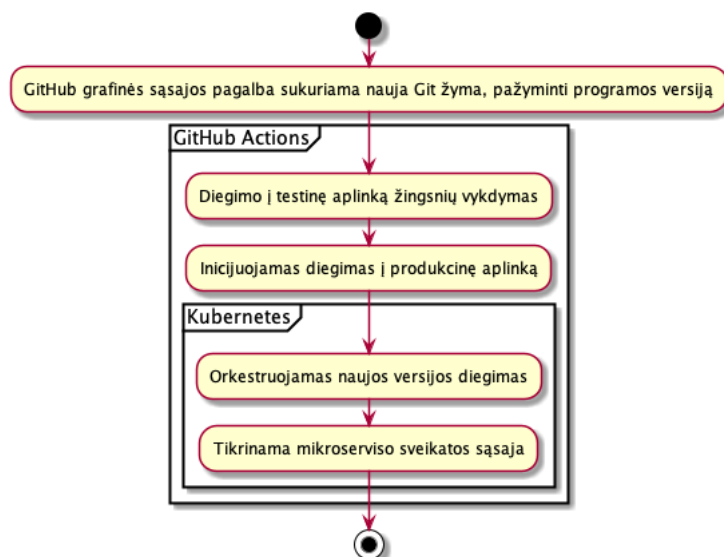 GitHub grafinės sąsajos pagalba sukuriama nauja Git žyma, pažyminti programos versiją
GitHub Actions
Diegimo į testinę aplinką žingsnių vykdymas
Inicijuojamas diegimas į produkcinę aplinką
Kubernetes
Orkestruojamas naujos versijos diegimas
Tikrinama mikroserviso sveikatos sąsaja